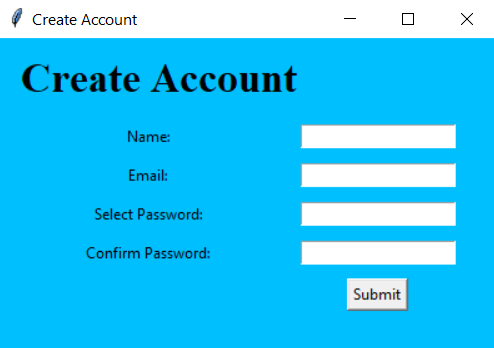 Create Account
Create Account
Name:
Email:
Select Password:
Confirm Password:
Submit